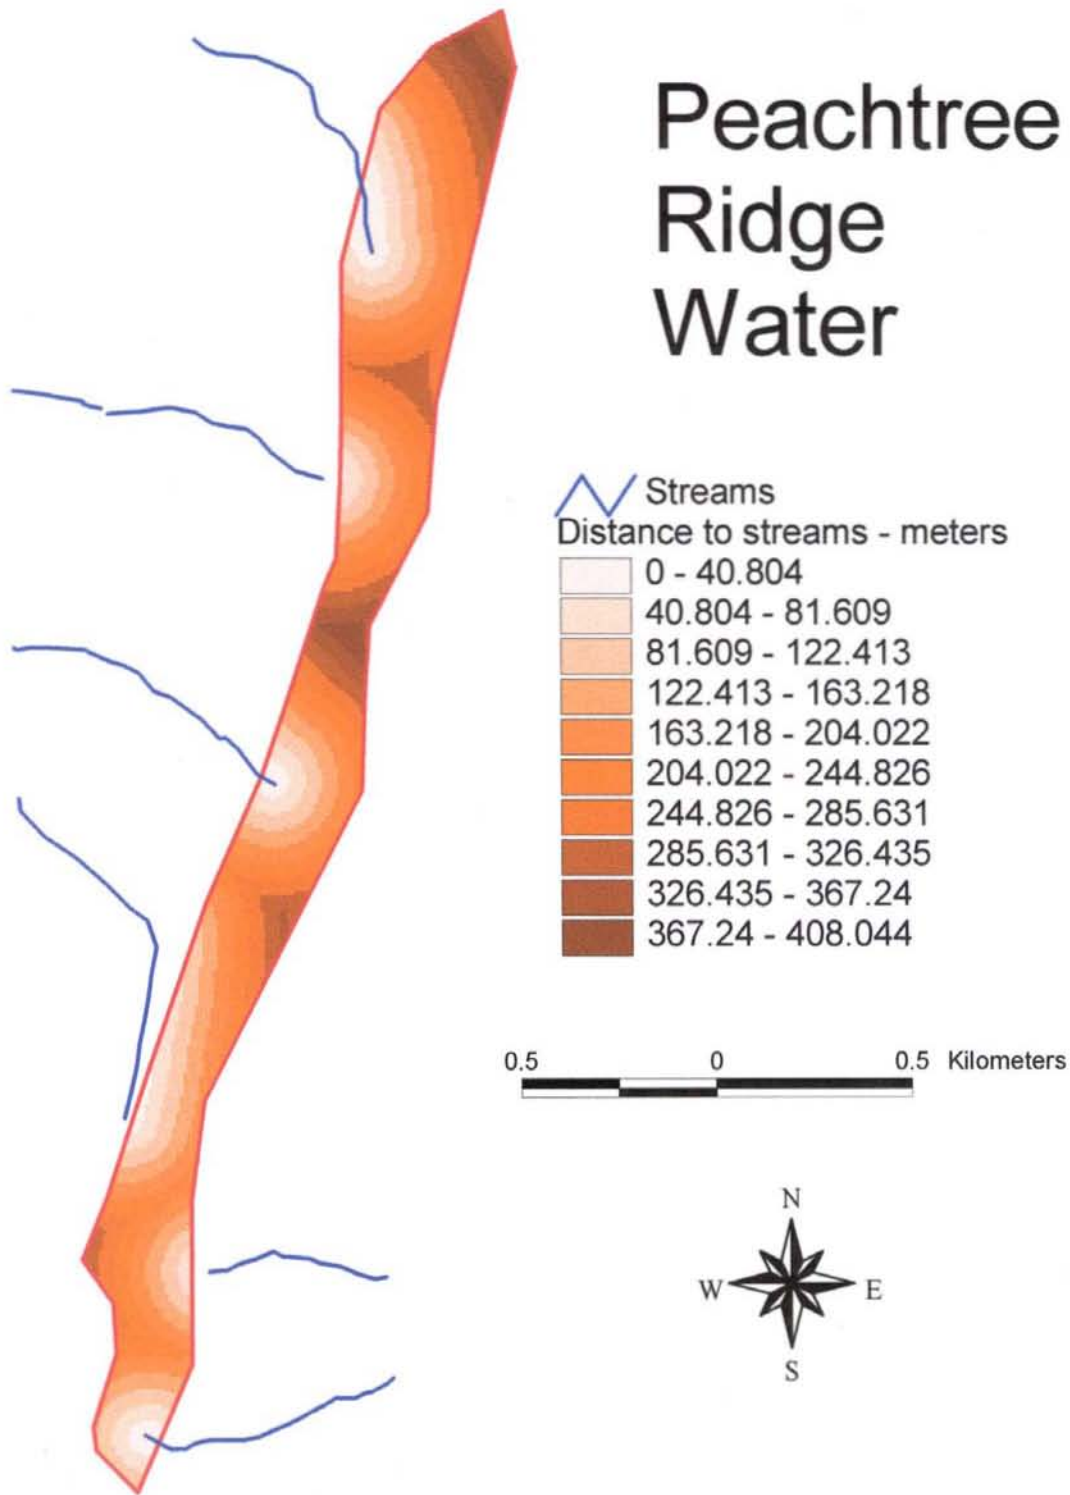 Peachtree
Ridge
Water
Streams
Distance to streams - meters
0 - 40.804
40.804 - 81.609
81.609 - 122.413
122.413 - 163.218
163.218 - 204.022
204.022 - 244.826
244.826 - 285.631
285.631 - 326.435
326.435 - 367.24
367.24 - 408.044
0.5 0 0.5 Kilometers
N
W E
S